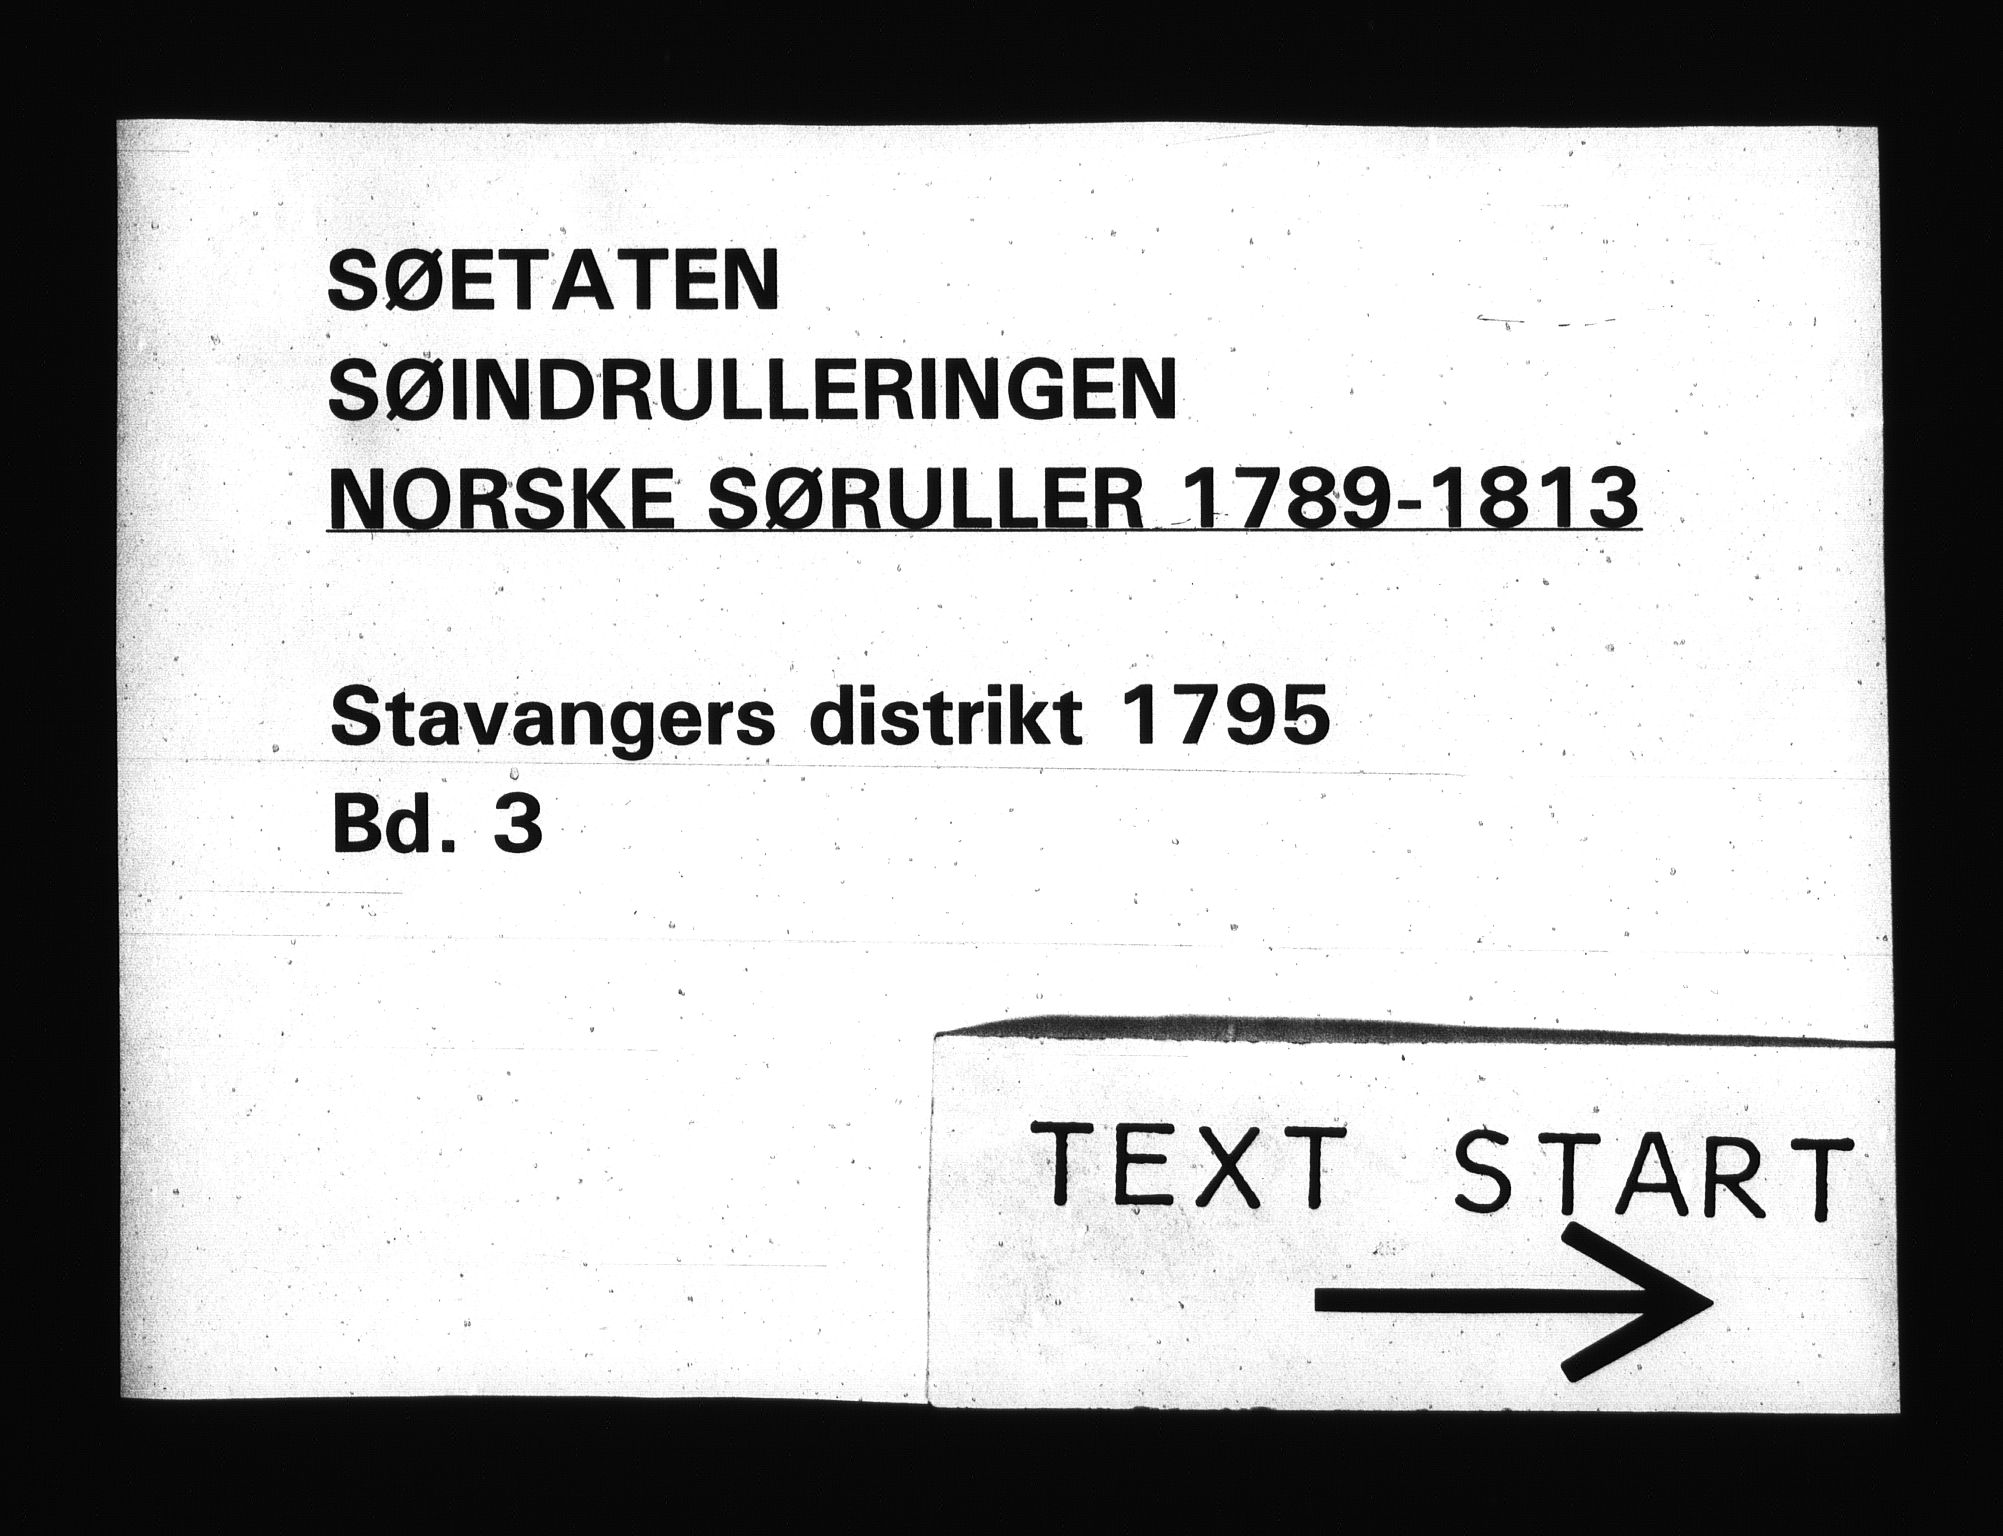 SØETATEN
SØINDRULLERINGEN
NORSKE SØRULLER 1789-1813
Stavangers distrikt 1795
Bd. 3
TEXT START